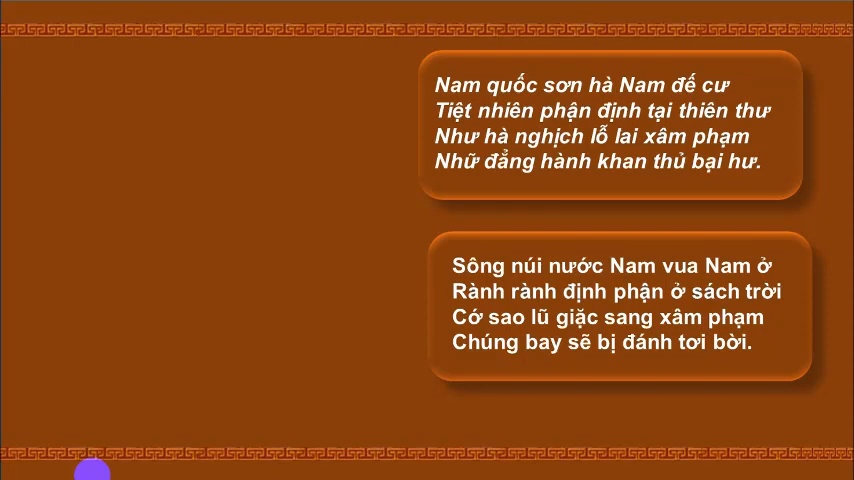 Nam quốc sơn hà Nam đế cư
Tiệt nhiên phận định tại thiên thư
Như hà nghịch lỗ lai xâm phạm
Nhữ đẳng hành khan thủ bại hư.
Sông núi nước Nam vua Nam ở
Rành rành định phận ở sách trời
Cớ sao lũ giặc sang xâm phạm
Chúng bay sẽ bị đánh tơi bời.